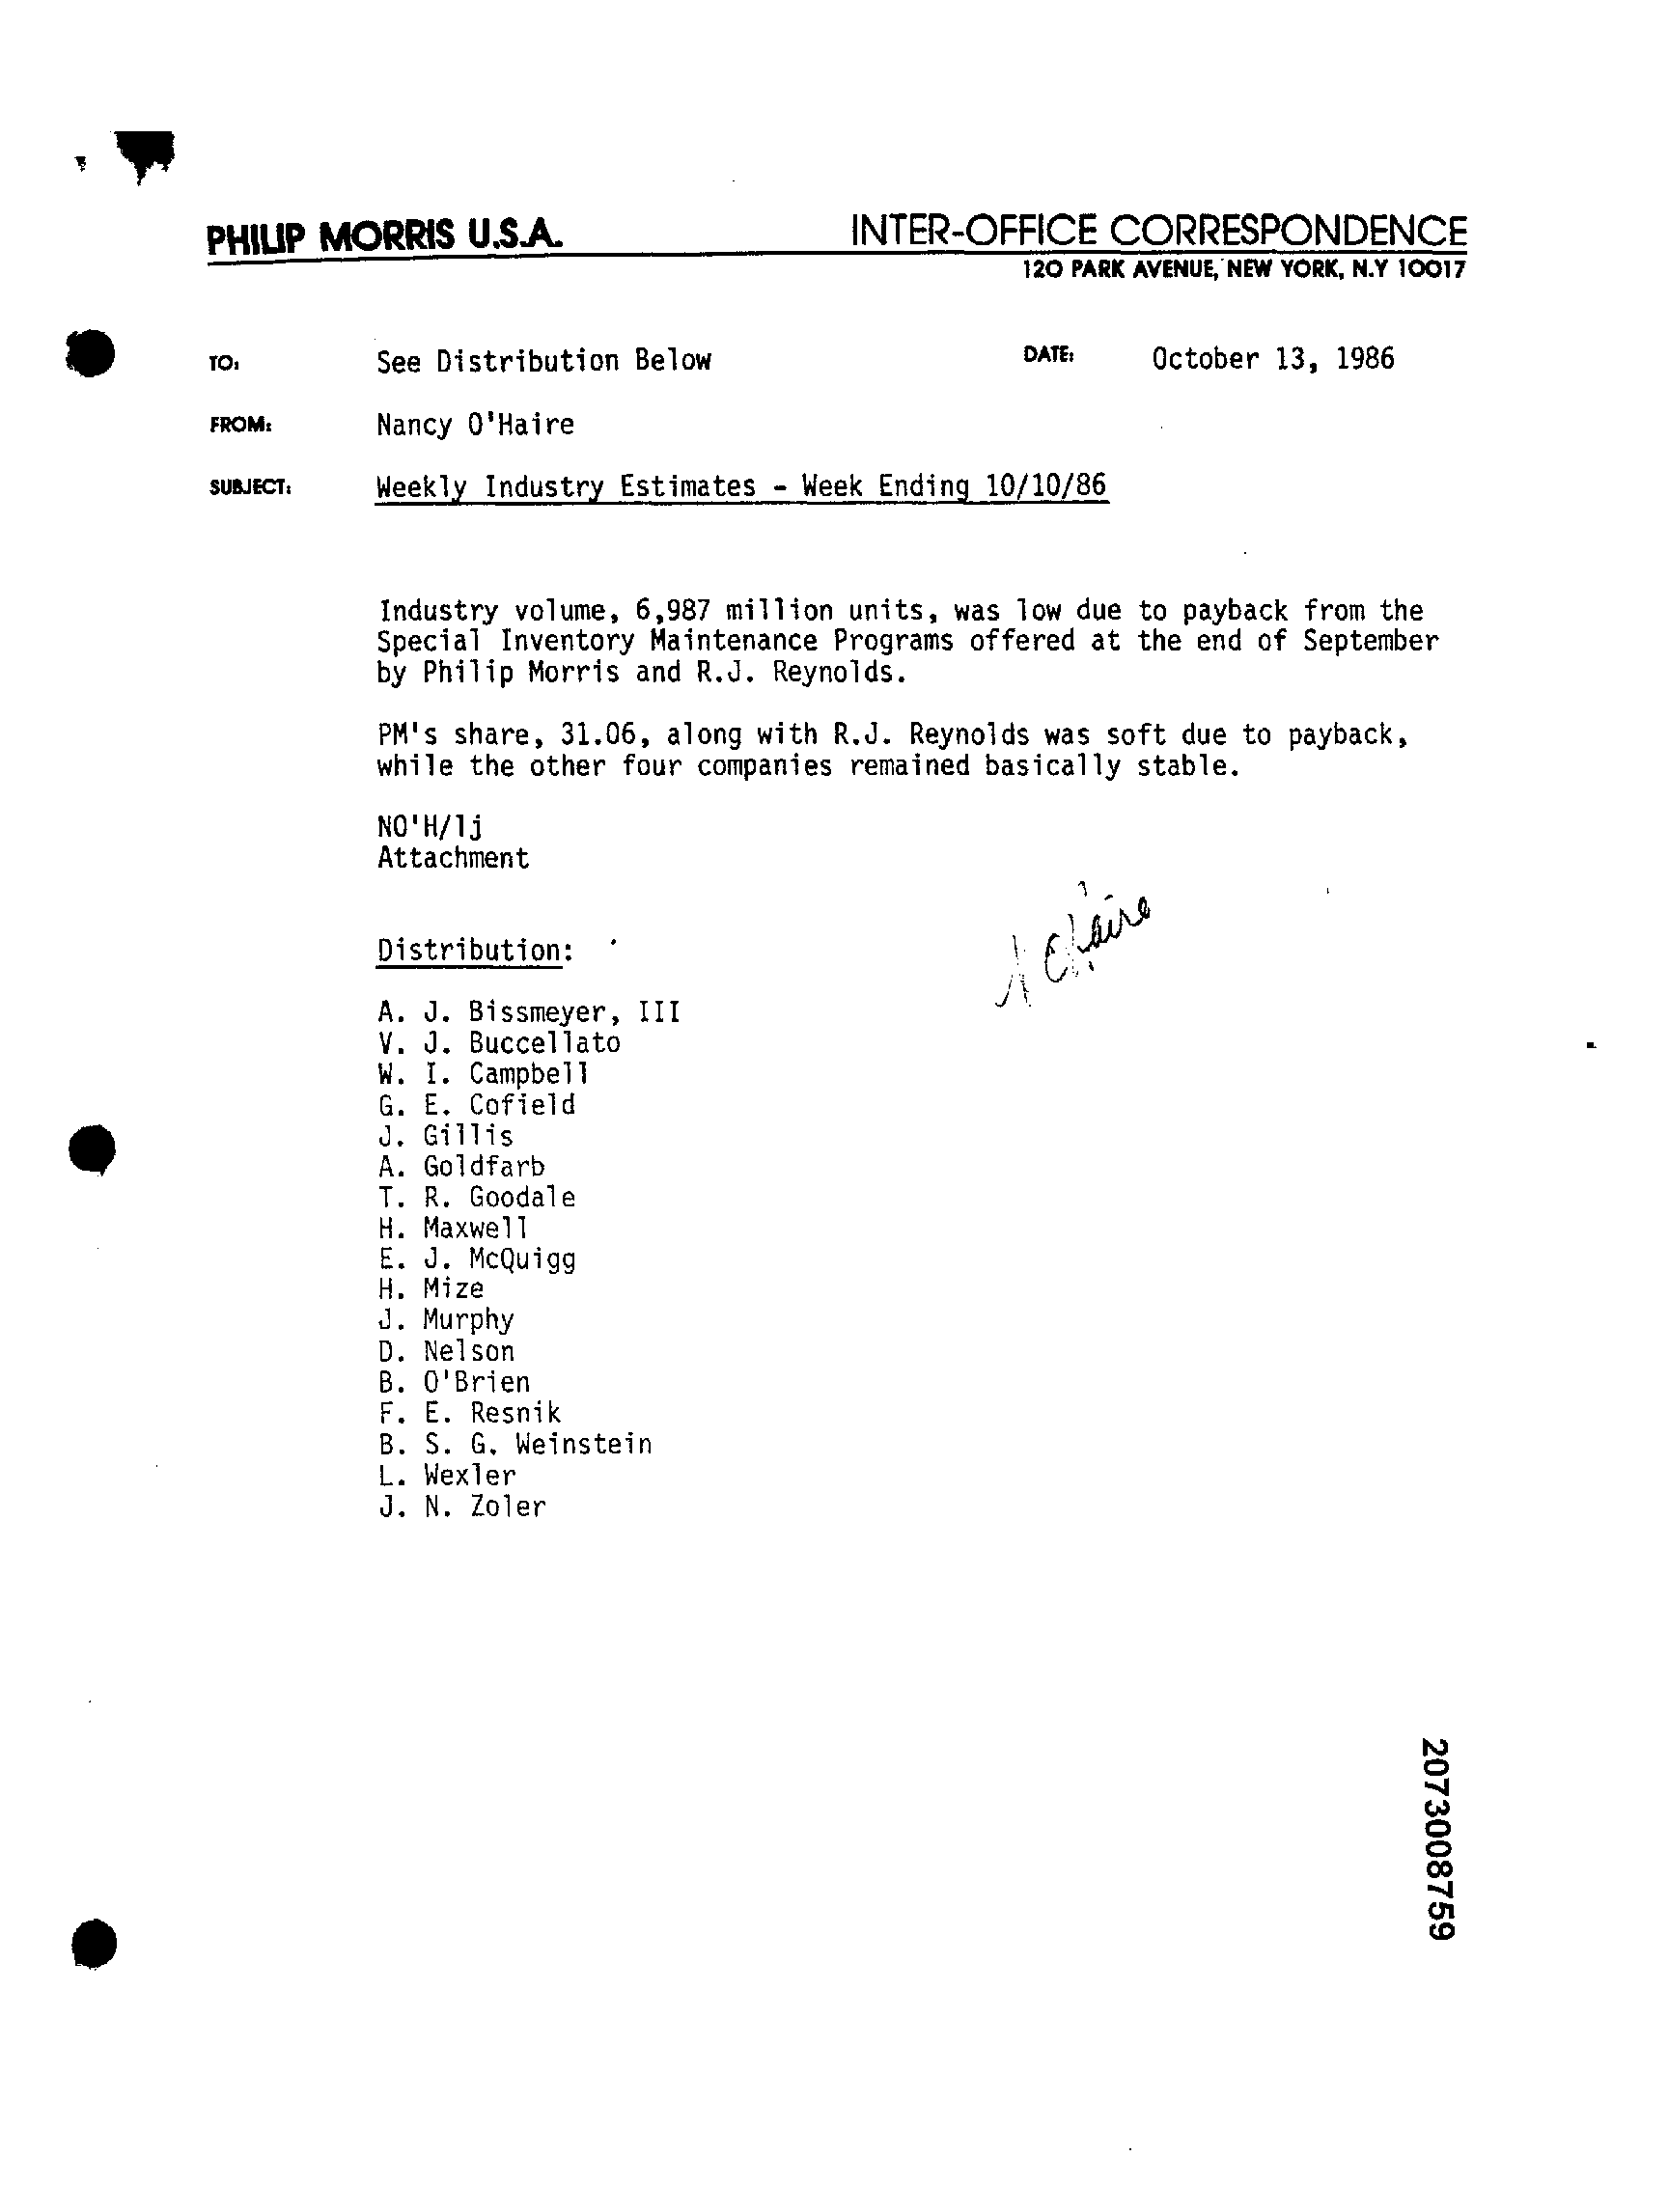 PHILIP MORRIS U.S.A.
INTER-OFFICE CORRESPONDENCE
120 PARK AVENUE, NEW YORK, N.Y 10017
TO: See Distribution Below
DATE: October 13, 1986
FROM: Nancy O'Haire
SUBJECT: Weekly Industry Estimates - Week Ending 10/10/86
Industry volume, 6,987 million units, was low due to payback from the
Special Inventory Maintenance Programs offered at the end of September
by Philip Morris and R.J. Reynolds.
PM's share, 31.06, along with R.J. Reynolds was soft due to payback,
while the other four companies remained basically stable.
NO'H/lj
Attachment
Distribution:
A. J. Bissmeyer, III
V. J. Buccellato
W. I. Campbell
G. E. Cofield
J. Gillis
A. Goldfarb
T. R. Goodale
H. Maxwell
E. J. McQuigg
H. Mize
J. Murphy
D. Nelson
B. O'Brien
F. E. Resnik
B. S. G. Weinstein
L. Wexler
J. N. Zoler
2073008759